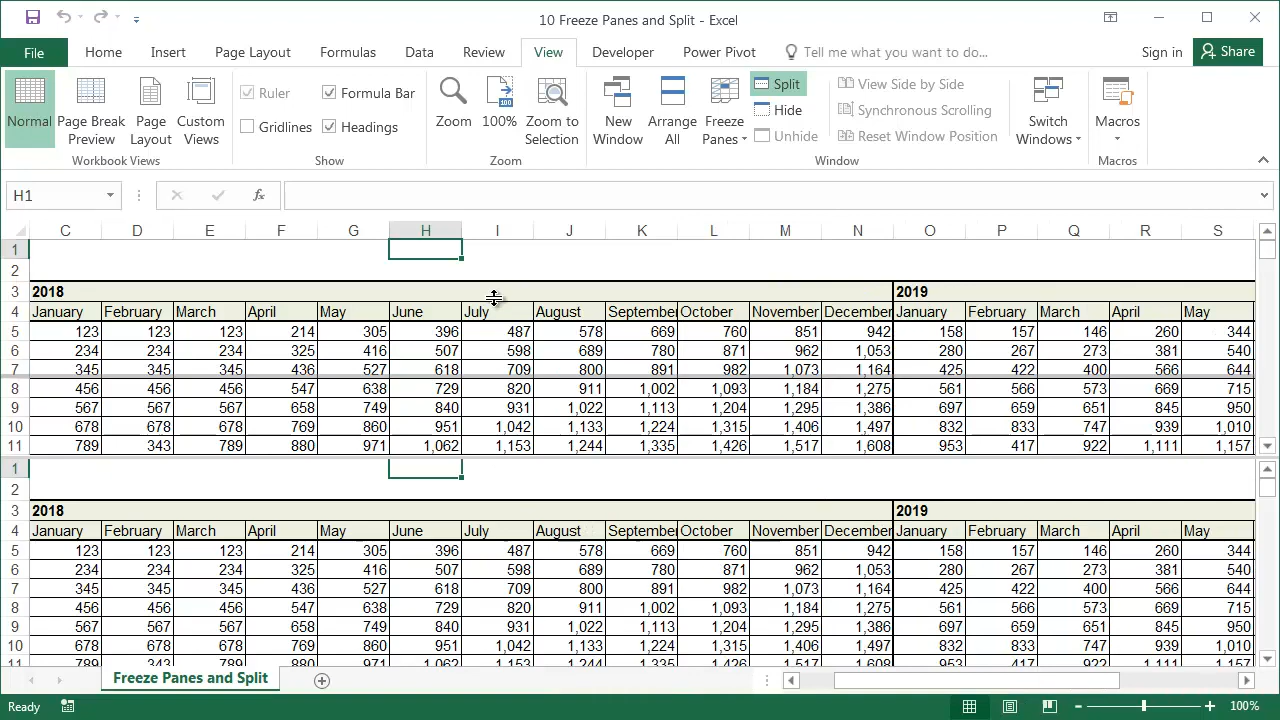 10 Freeze Panes and Split - Excel
File Home Insert Page Layout Formulas Data Review View Developer Power Pivot Tell me what you want to do... Sign in Share
Normal Page Break Preview Page Layout Custom Views
Workbook Views
Ruler Formula Bar
Gridlines Headings
Show
Zoom 100 100% Zoom to Selection
Zoom
New Window Arrange All Freeze Panes
Split
Hide
Unhide
View Side by Side
Synchronous Scrolling
Reset Window Position
Window
Switch Windows
Macros
Macros
H1 fx
C D E F G H I J K L M N O P Q R S
1
2
3 2018 2019
4 January February March April May June July August September October November December January February March April May
5 123 123 123 214 305 396 487 578 669 760 851 942 158 157 146 260 344
6 234 234 234 325 416 507 598 689 780 871 962 1,053 280 267 273 381 540
7 345 345 345 436 527 618 709 800 891 982 1,073 1,164 425 422 400 566 644
8 456 456 456 547 638 729 820 911 1,002 1,093 1,184 1,275 561 566 573 669 715
9 567 567 567 658 749 840 931 1,022 1,113 1,204 1,295 1,386 697 659 651 845 950
10 678 678 678 769 860 951 1,042 1,133 1,224 1,315 1,406 1,497 832 833 747 939 1,010
11 789 343 789 880 971 1,062 1,153 1,244 1,335 1,426 1,517 1,608 953 417 922 1,111 1,157
1
2
3 2018 2019
4 January February March April May June July August September October November December January February March April May
5 123 123 123 214 305 396 487 578 669 760 851 942 158 157 146 260 344
6 234 234 234 325 416 507 598 689 780 871 962 1,053 280 267 273 381 540
7 345 345 345 436 527 618 709 800 891 982 1,073 1,164 425 422 400 566 644
8 456 456 456 547 638 729 820 911 1,002 1,093 1,184 1,275 561 566 573 669 715
9 567 567 567 658 749 840 931 1,022 1,113 1,204 1,295 1,386 697 659 651 845 950
10 678 678 678 769 860 951 1,042 1,133 1,224 1,315 1,406 1,497 832 833 747 939 1,010
11 789 343 789 880 971 1,062 1,153 1,244 1,335 1,426 1,517 1,608 953 417 922 1,111 1,157
Freeze Panes and Split
Ready 100%